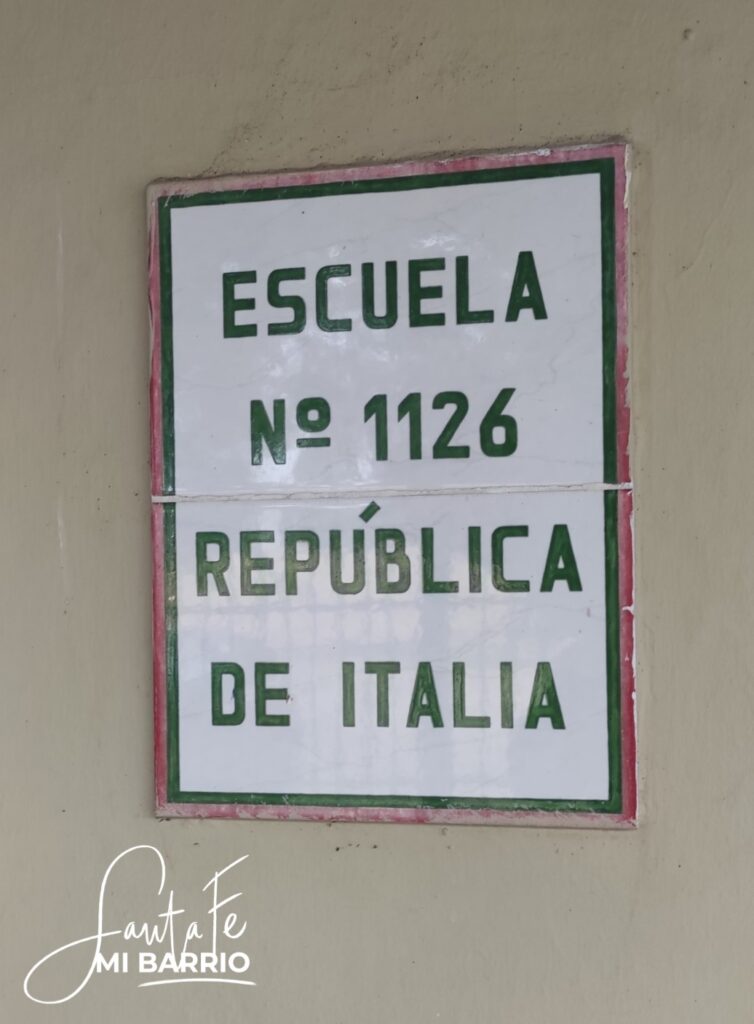 ESCUELA
Nº 1126
REPÚBLICA
DE ITALIA
Santa Fe
MI BARRIO